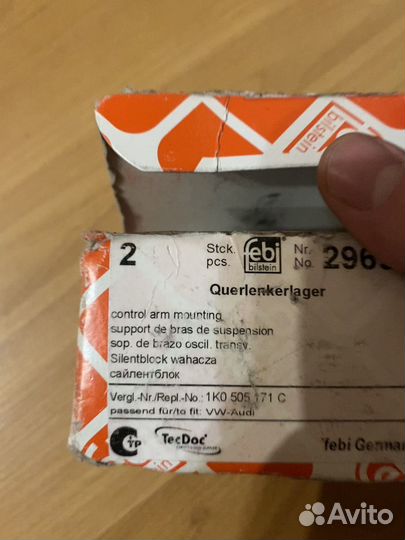 bilstein
2 Stck. pcs. febi bilstein Nr. No.
Querlenkerlager
control arm mounting
support de bras de suspension
sop. de brazo oscil. transv.
Silentblock wahacza
сайлентблок
Vergl.-Nr./Repl.-No.: 1K0 505 171 C
passend für/to fit: VW-Audi
TecDoc
febi German
Avito